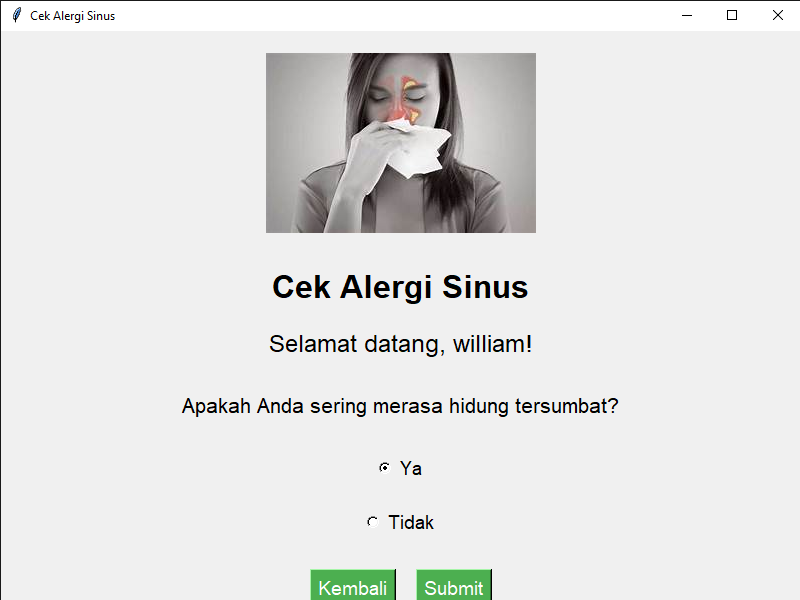 Cek Alergi Sinus
Cek Alergi Sinus
Selamat datang, william!
Apakah Anda sering merasa hidung tersumbat?
Ya
Tidak
Kembali Submit